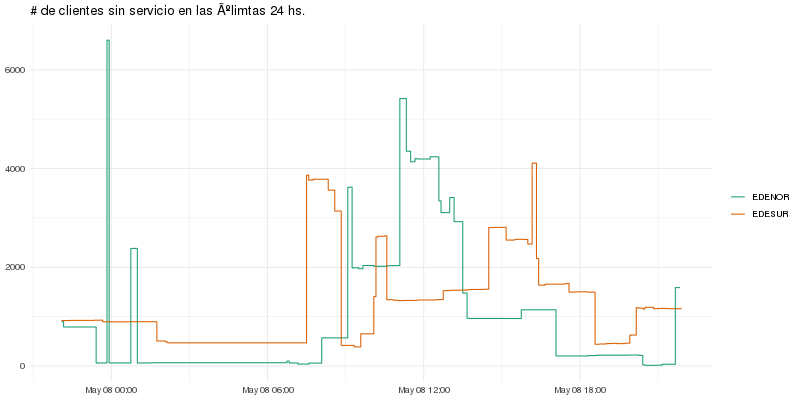 # de clientes sin servicio en las Ãºlimtas 24 hs.
6000
4000
2000
0
May 08 00:00
May 08 06:00
May 08 12:00
May 08 18:00
EDENOR
EDESUR